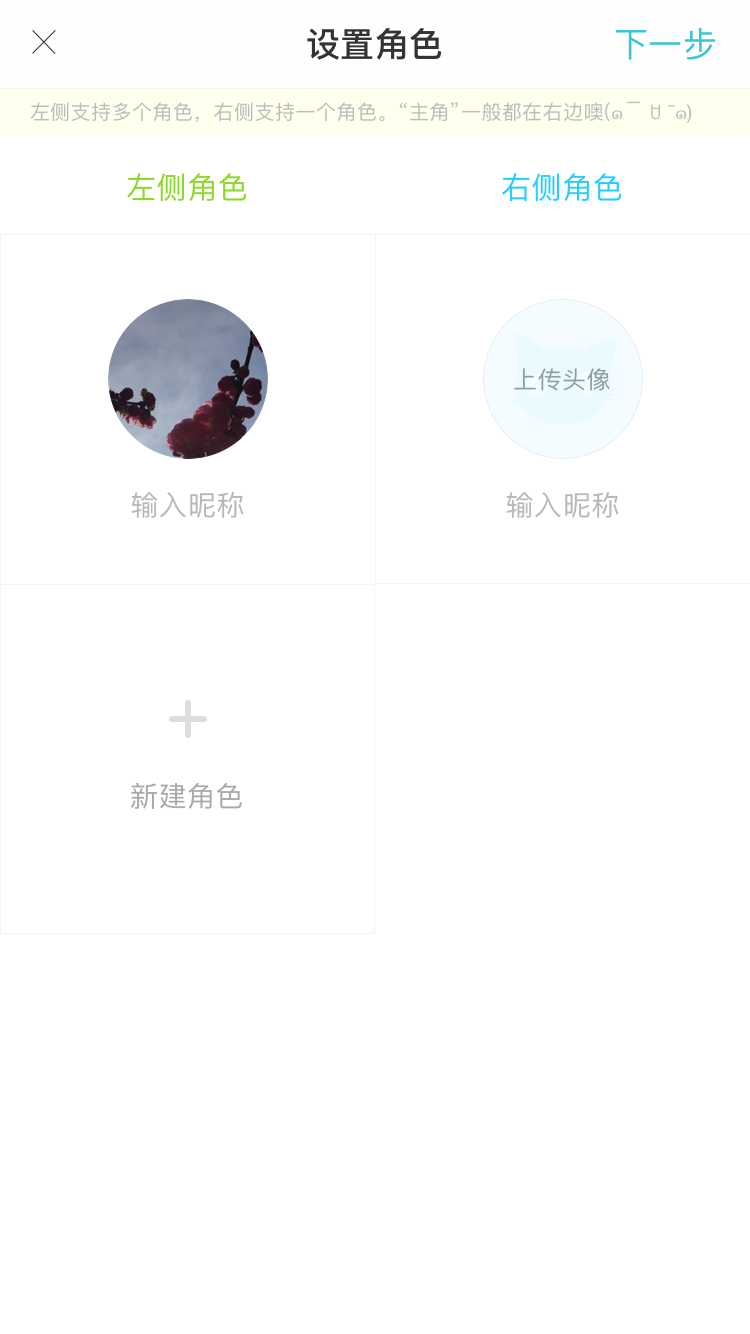 设置角色
下一步
左侧支持多个角色，右侧支持一个角色。“主角”一般都在右边噢(๑¯ ꇴ ¯๑)
左侧角色
右侧角色
上传头像
输入昵称
输入昵称
新建角色